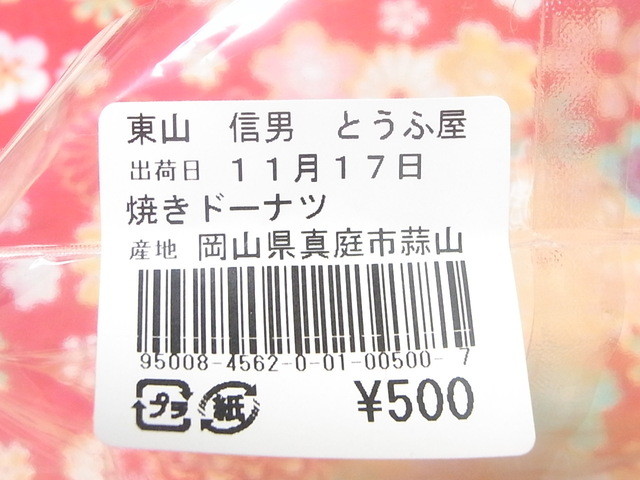 東山　信男　とうふ屋
出荷日 １１月１７日
焼きドーナツ
産地 岡山県真庭市蒜山
95008-4562-0-01-00500-7
プラ 紙 ¥500